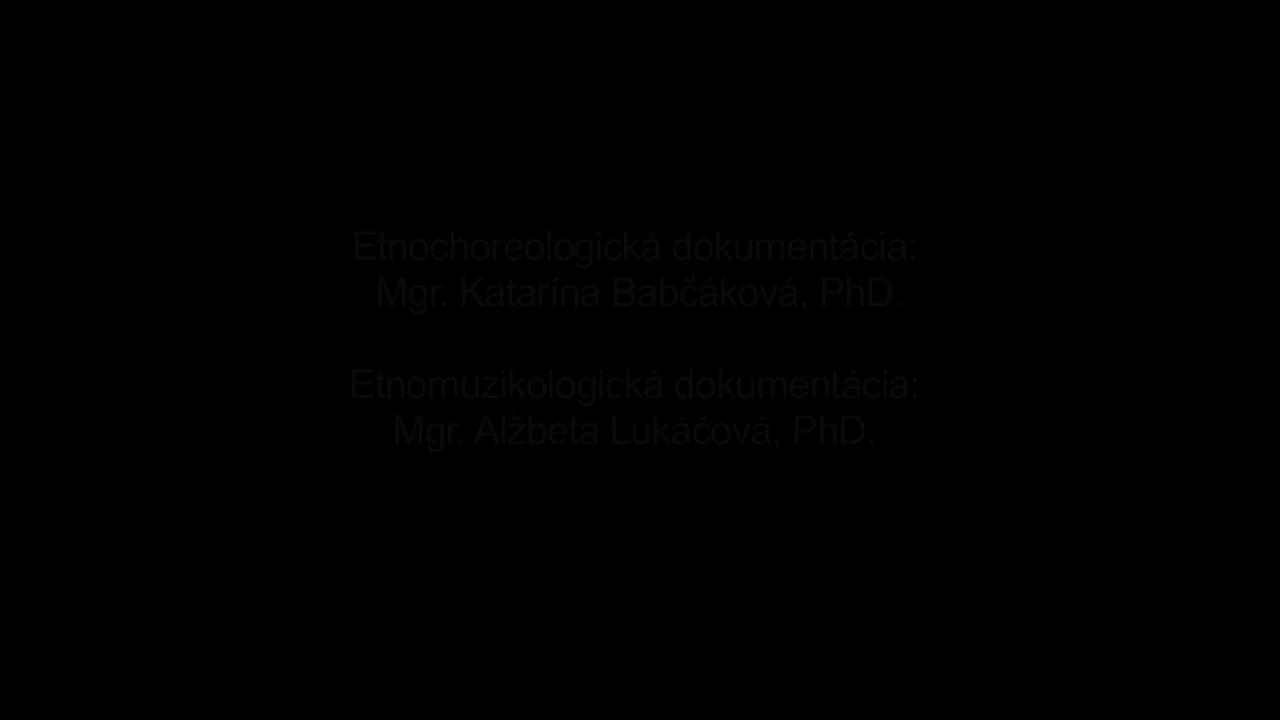 Etnochoreologická dokumentácia:
Mgr. Katarína Babčáková, PhD.
Etnomuzikologická dokumentácia:
Mgr. Alžbeta Lukáčová, PhD.